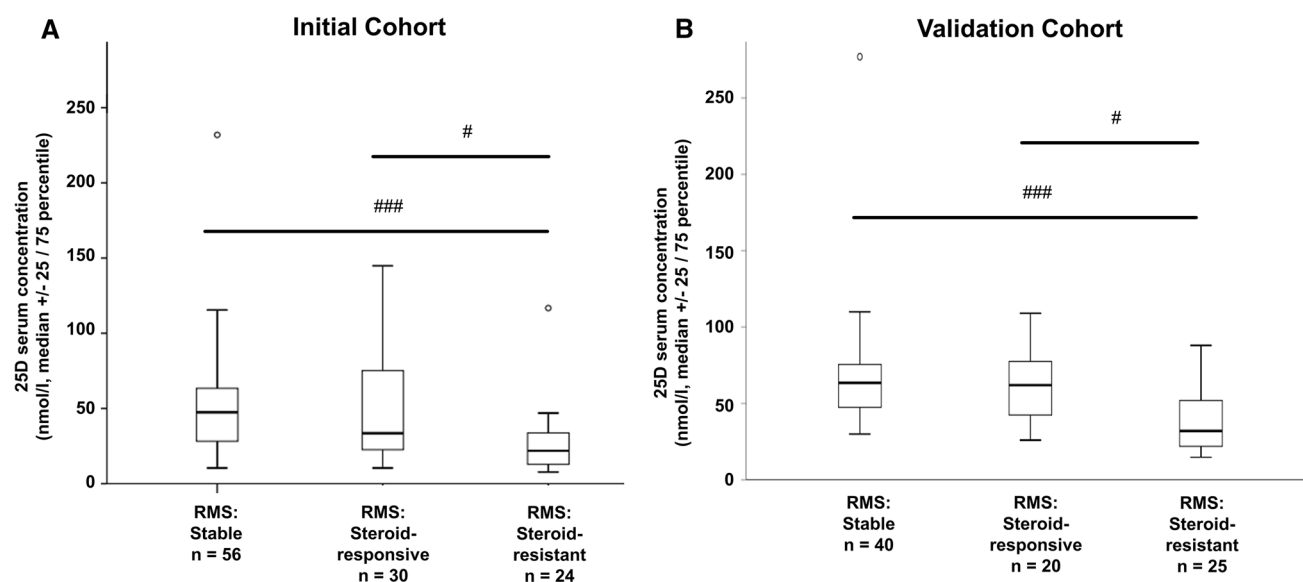 A
Initial Cohort
25D serum concentration
(nmol/l, median +/- 25 / 75 percentile)
250
200
150
100
50
0
#
###
RMS:
Stable
n = 56
RMS:
Steroid-
responsive
n = 30
RMS:
Steroid-
resistant
n = 24
B
Validation Cohort
25D serum concentration
(nmol/l, median +/- 25 / 75 percentile)
250
200
150
100
50
0
#
###
RMS:
Stable
n = 40
RMS:
Steroid-
responsive
n = 20
RMS:
Steroid-
resistant
n = 25